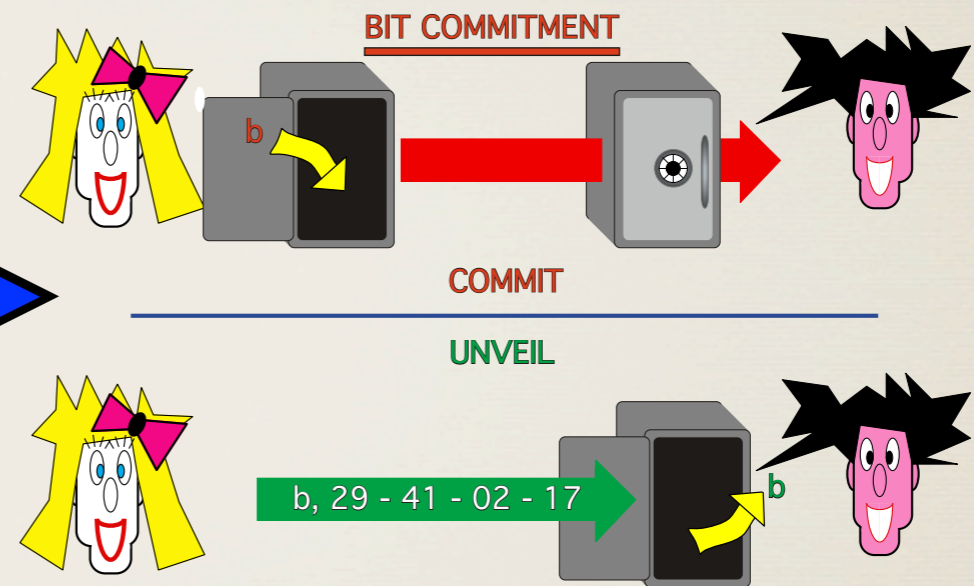 BIT COMMITMENT
b
COMMIT
UNVEIL
b, 29 - 41 - 02 - 17
b